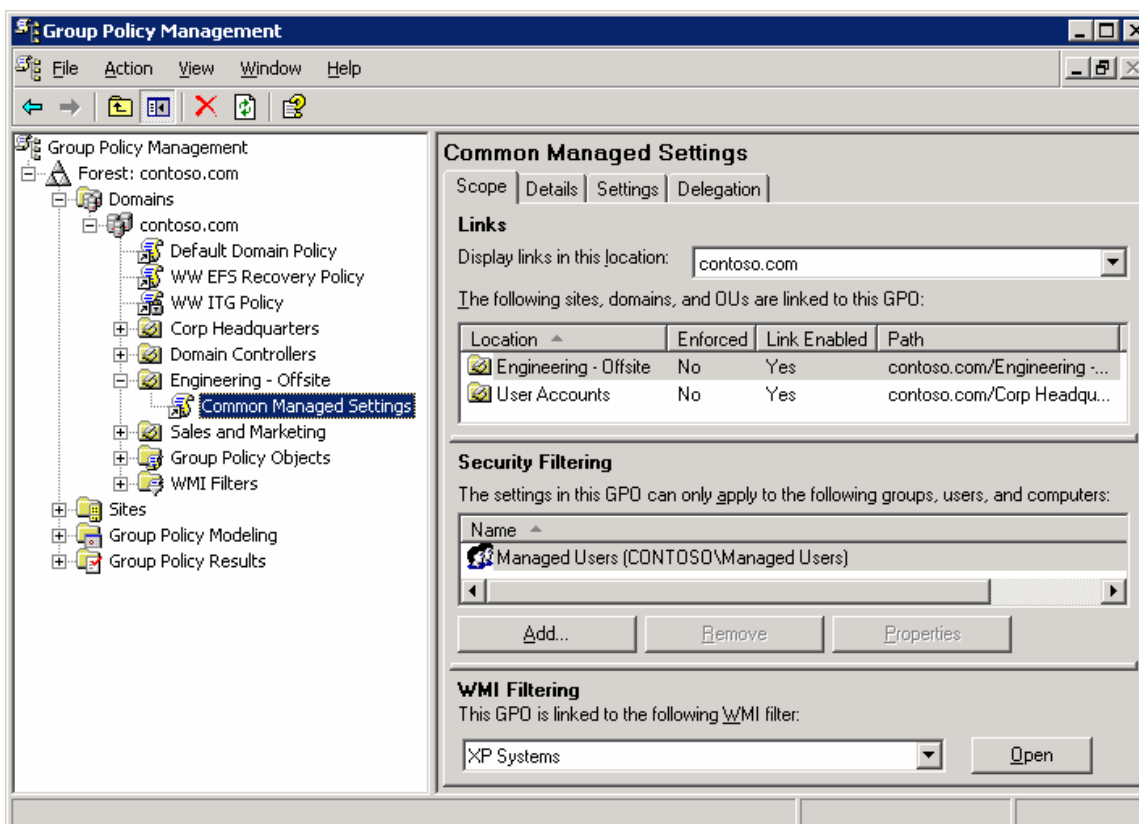 Group Policy Management
File Action View Window Help
Group Policy Management
Forest: contoso.com
Domains
contoso.com
Default Domain Policy
WW EFS Recovery Policy
WW ITG Policy
Corp Headquarters
Domain Controllers
Engineering - Offsite
Common Managed Settings
Sales and Marketing
Group Policy Objects
WMI Filters
Sites
Group Policy Modeling
Group Policy Results
Common Managed Settings
Scope Details Settings Delegation
Links
Display links in this location: contoso.com
The following sites, domains, and OUs are linked to this GPO:
Location Enforced Link Enabled Path
Engineering - Offsite No Yes contoso.com/Engineering -...
User Accounts No Yes contoso.com/Corp Headqu...
Security Filtering
The settings in this GPO can only apply to the following groups, users, and computers:
Name
Managed Users (CONTOSO\Managed Users)
Add... Remove Properties
WMI Filtering
This GPO is linked to the following WMI filter:
XP Systems Open